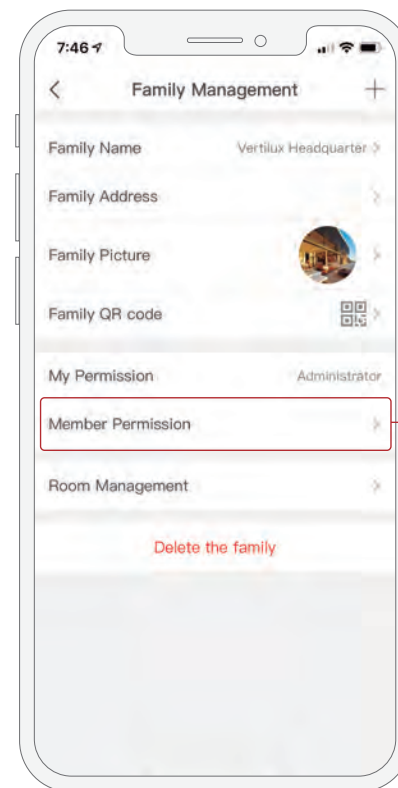 7:46
Family Management
Family Name Vertilux Headquarter
Family Address
Family Picture
Family QR code
My Permission Administrator
Member Permission
Room Management
Delete the family